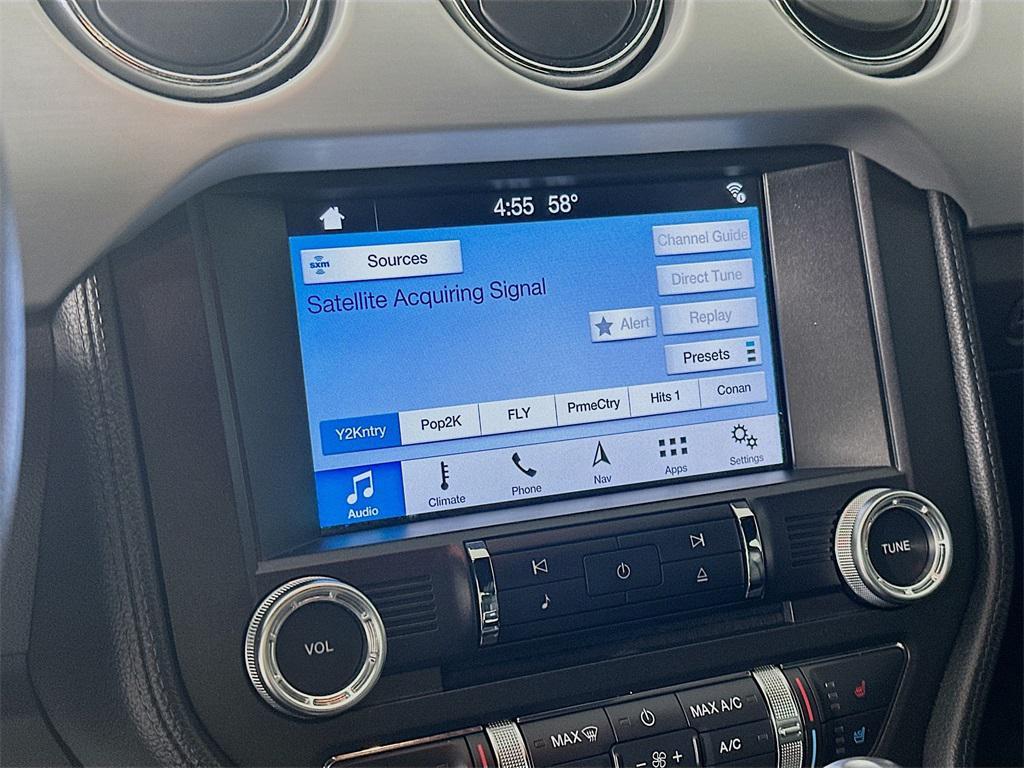 4:55 58°
sxm Sources
Channel Guide
Satellite Acquiring Signal
Direct Tune
Alert
Replay
Presets
Y2Kntry Pop2K FLY PrmeCtry Hits 1 Conan
Audio Climate Phone Nav Apps Settings
VOL
TUNE
MAX
MAX A/C
A/C
- +